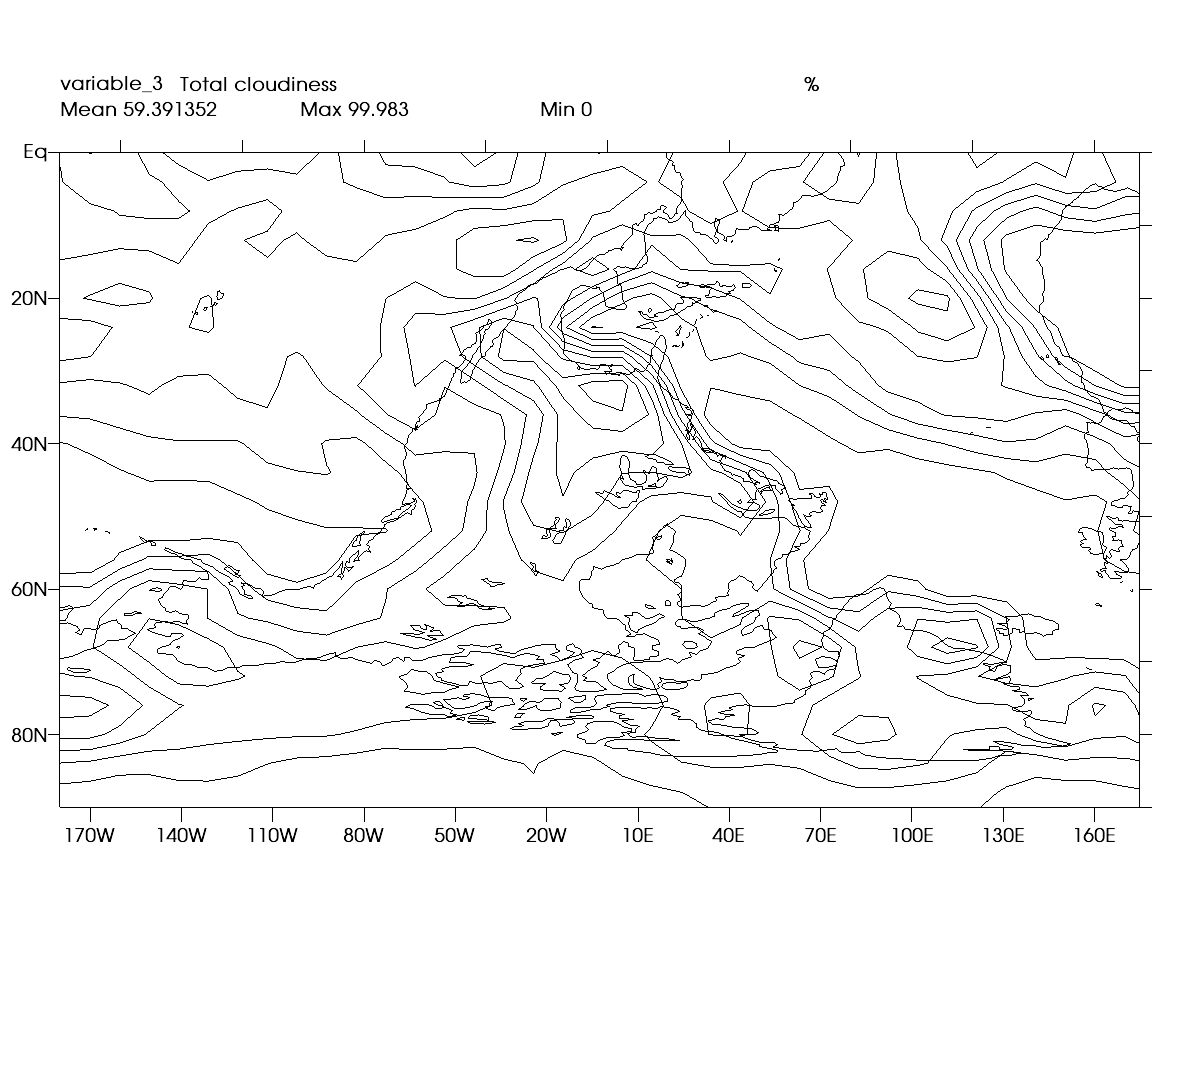 variable_3 Total cloudiness %
Mean 59.391352 Max 99.983 Min 0
Eq
20N
40N
60N
80N
170W 140W 110W 80W 50W 20W 10E 40E 70E 100E 130E 160E